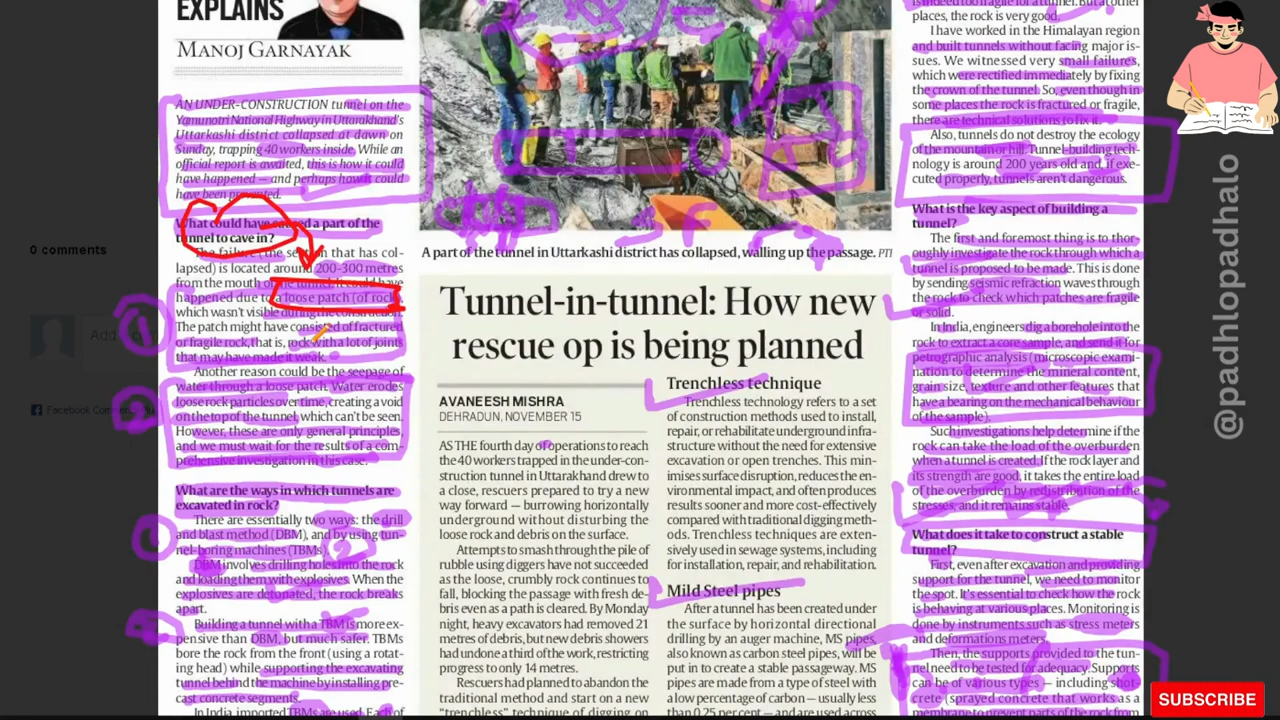 EXPLAINS
MANOJ GARNAYAK
AN UNDER-CONSTRUCTION tunnel on the
Yamunotri National Highway in Uttarakhand's
Uttarkashi district collapsed at dawn on
Sunday, trapping 40 workers inside. While an
official report is awaited, this is how it could
have happened — and perhaps how it could
have been prevented.
What could have caused a part of the
tunnel to cave in?
The failure (the section that has col-
lapsed) is located around 200-300 metres
from the mouth of the tunnel. It could have
happened due to a loose patch (of rock),
which wasn't visible during the construction.
The patch might have consisted of fractured
or fragile rock, that is, rock with a lot of joints
that may have made it weak.
Another reason could be the seepage of
water through a loose patch. Water erodes
loose rock particles over time, creating a void
on the top of the tunnel, which can't be seen.
However, these are only general principles,
and we must wait for the results of a com-
prehensive investigation in this case.
What are the ways in which tunnels are
excavated in rock?
There are essentially two ways: the drill
and blast method (DBM), and by using tun-
nel-boring machines (TBMs).
DBM involves drilling holes into the rock
and loading them with explosives. When the
explosives are detonated, the rock breaks
apart.
Building a tunnel with a TBM is more ex-
pensive than DBM, but much safer. TBMs
bore the rock from the front (using a rotat-
ing head) while supporting the excavating
tunnel behind the machine by installing pre-
cast concrete segments.
In India, imported TBMs are used. Each of
A part of the tunnel in Uttarkashi district has collapsed, walling up the passage. PTI
Tunnel-in-tunnel: How new
rescue op is being planned
AVANEESH MISHRA
DEHRADUN, NOVEMBER 15
AS THE fourth day of operations to reach
the 40 workers trapped in the under-con-
struction tunnel in Uttarakhand drew to
a close, rescuers prepared to try a new
way forward — burrowing horizontally
underground without disturbing the
loose rock and debris on the surface.
Attempts to smash through the pile of
rubble using diggers have not succeeded
as the loose, crumbly rock continues to
fall, blocking the passage with fresh de-
bris even as a path is cleared. By Monday
night, heavy excavators had removed 21
metres of debris, but new debris showers
had undone a third of the work, restricting
progress to only 14 metres.
Rescuers had planned to abandon the
traditional method and start on a new
"trenchless" technique of digging on
Trenchless technique
Trenchless technology refers to a set
of construction methods used to install,
repair, or rehabilitate underground infra-
structure without the need for extensive
excavation or open trenches. This min-
imises surface disruption, reduces the en-
vironmental impact, and often produces
results sooner and more cost-effectively
compared with traditional digging meth-
ods. Trenchless techniques are exten-
sively used in sewage systems, including
for installation, repair, and rehabilitation.
Mild Steel pipes
After a tunnel has been created under
the surface by horizontal directional
drilling by an auger machine, MS pipes,
also known as carbon steel pipes, will be
put in to create a stable passageway. MS
pipes are made from a type of steel with
a low percentage of carbon — usually less
than 0.25 per cent — and are used across
is indeed too fragile for a tunnel. But at other
places, the rock is very good.
I have worked in the Himalayan region
and built tunnels without facing major is-
sues. We witnessed very small failures,
which were rectified immediately by fixing
the crown of the tunnel. So, even though in
some places the rock is fractured or fragile,
there are technical solutions to fix it.
Also, tunnels do not destroy the ecology
of the mountain or hill. Tunnel-building tech-
nology is around 200 years old and, if exe-
cuted properly, tunnels aren't dangerous.
What is the key aspect of building a
tunnel?
The first and foremost thing is to thor-
oughly investigate the rock through which a
tunnel is proposed to be made. This is done
by sending seismic refraction waves through
the rock to check which patches are fragile
or solid.
In India, engineers dig a borehole into the
rock to extract a core sample, and send it for
petrographic analysis (microscopic exami-
nation to determine the mineral content,
grain size, texture and other features that
have a bearing on the mechanical behaviour
of the sample).
Such investigations help determine if the
rock can take the load of the overburden
when a tunnel is created. If the rock layer and
its strength are good, it takes the entire load
of the overburden by redistribution of the
stresses, and it remains stable.
What does it take to construct a stable
tunnel?
First, even after excavation and providing
support for the tunnel, we need to monitor
the spot. It's essential to check how the rock
is behaving at various places. Monitoring is
done by instruments such as stress meters
and deformations meters.
Then, the supports provided to the tun-
nel need to be tested for adequacy. Supports
can be of various types — including shot-
crete (sprayed concrete that works as a
membrane to prevent parts of the rock from
0 comments
Add
Facebook Comments
@padhlopadhalo
SUBSCRIBE